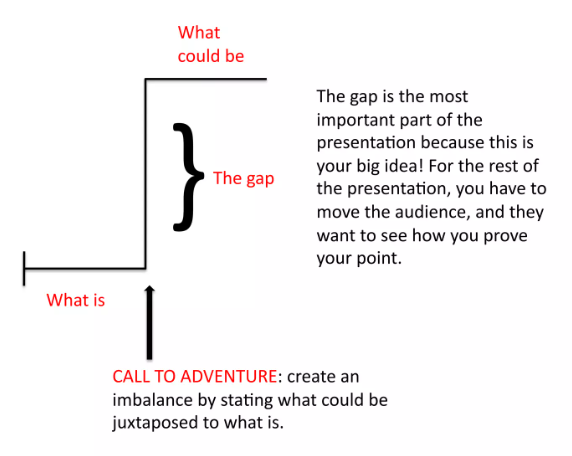 What
could be
The gap is the most
important part of the
presentation because this is
your big idea! For the rest of
the presentation, you have to
move the audience, and they
want to see how you prove
your point.
The gap
What is
CALL TO ADVENTURE: create an
imbalance by stating what could be
juxtaposed to what is.